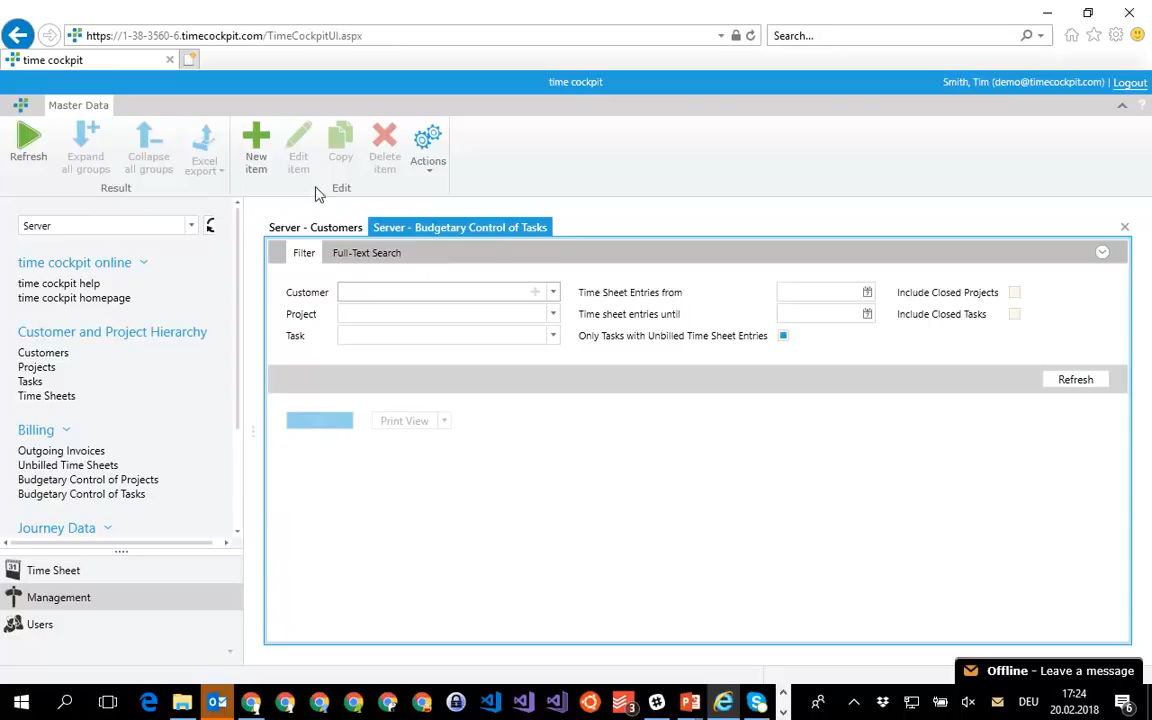 https://1-38-3560-6.timecockpit.com/TimeCockpitUI.aspx
Search...
time cockpit
time cockpit
Smith, Tim (demo@timecockpit.com)
Logout
Master Data
Refresh
Expand all groups
Collapse all groups
Excel export
Result
New item
Edit item
Copy
Delete item
Actions
Edit
Server
time cockpit online
time cockpit help
time cockpit homepage
Customer and Project Hierarchy
Customers
Projects
Tasks
Time Sheets
Billing
Outgoing Invoices
Unbilled Time Sheets
Budgetary Control of Projects
Budgetary Control of Tasks
Journey Data
31 Time Sheet
Management
Users
Server - Customers
Server - Budgetary Control of Tasks
Filter
Full-Text Search
Customer
Time Sheet Entries from
Include Closed Projects
Project
Time sheet entries until
Include Closed Tasks
Task
Only Tasks with Unbilled Time Sheet Entries
Refresh
Print View
Offline - Leave a message
3
DEU
17:24
20.02.2018
6